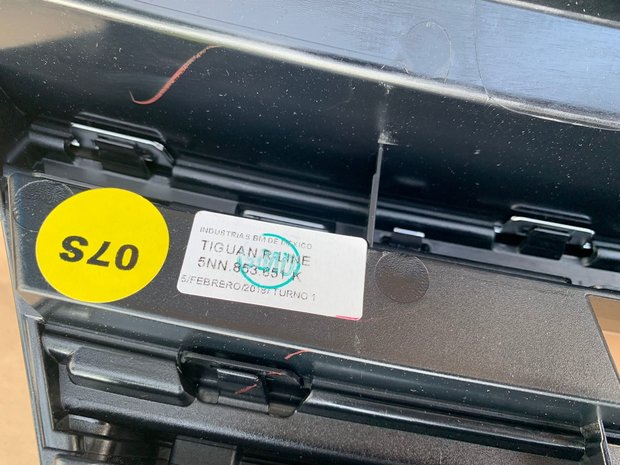 07S
INDUSTRIAS BM DE MEXICO
TIGUAN R-LINE
5NN.853.651.K
5/FEBRERO/2019/TURNO 1